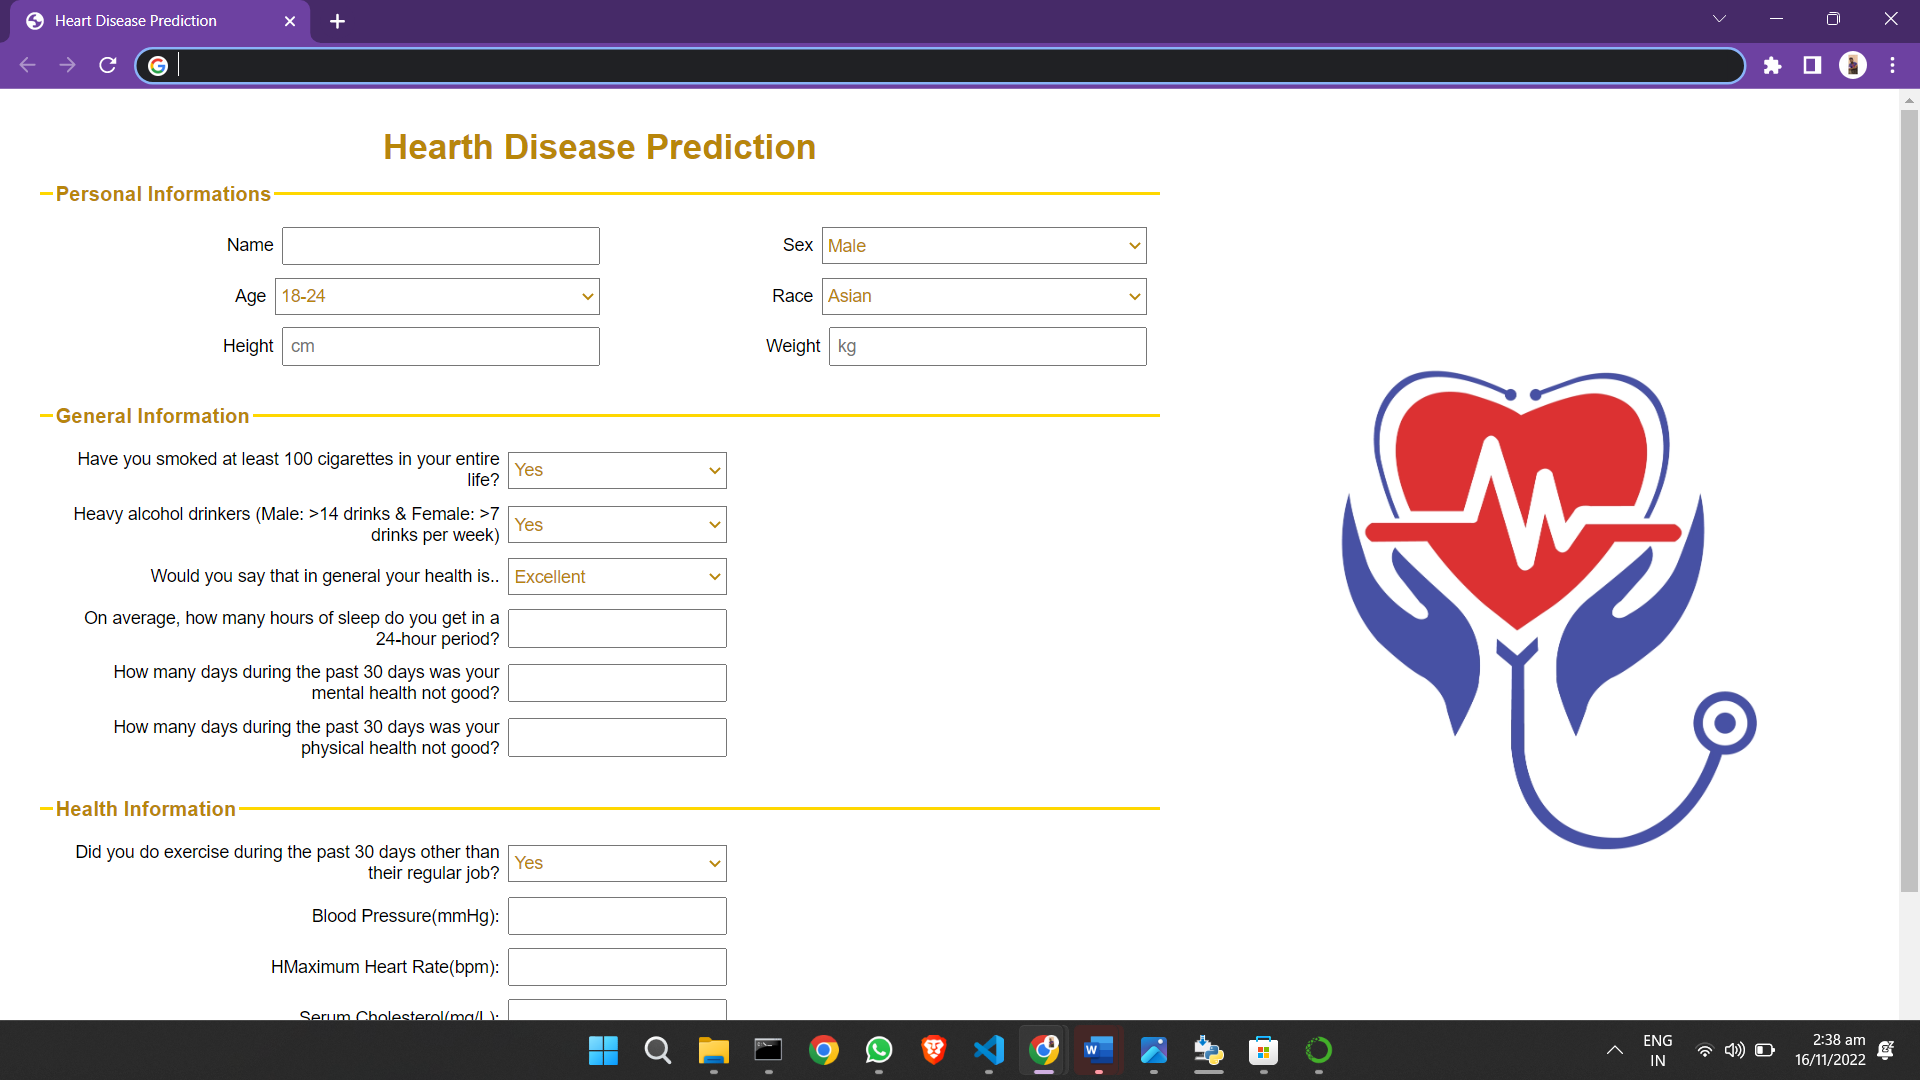 Heart Disease Prediction
Hearth Disease Prediction
Personal Informations
Name
Sex Male
Age 18-24
Race Asian
Height cm
Weight kg
General Information
Have you smoked at least 100 cigarettes in your entire
life?
Yes
Heavy alcohol drinkers (Male: >14 drinks & Female: >7
drinks per week)
Yes
Would you say that in general your health is.. Excellent
On average, how many hours of sleep do you get in a
24-hour period?
How many days during the past 30 days was your
mental health not good?
How many days during the past 30 days was your
physical health not good?
Health Information
Did you do exercise during the past 30 days other than
their regular job?
Yes
Blood Pressure(mmHg):
HMaximum Heart Rate(bpm):
Serum Cholesterol(mg/L):
ENG
IN
2:38 am
16/11/2022